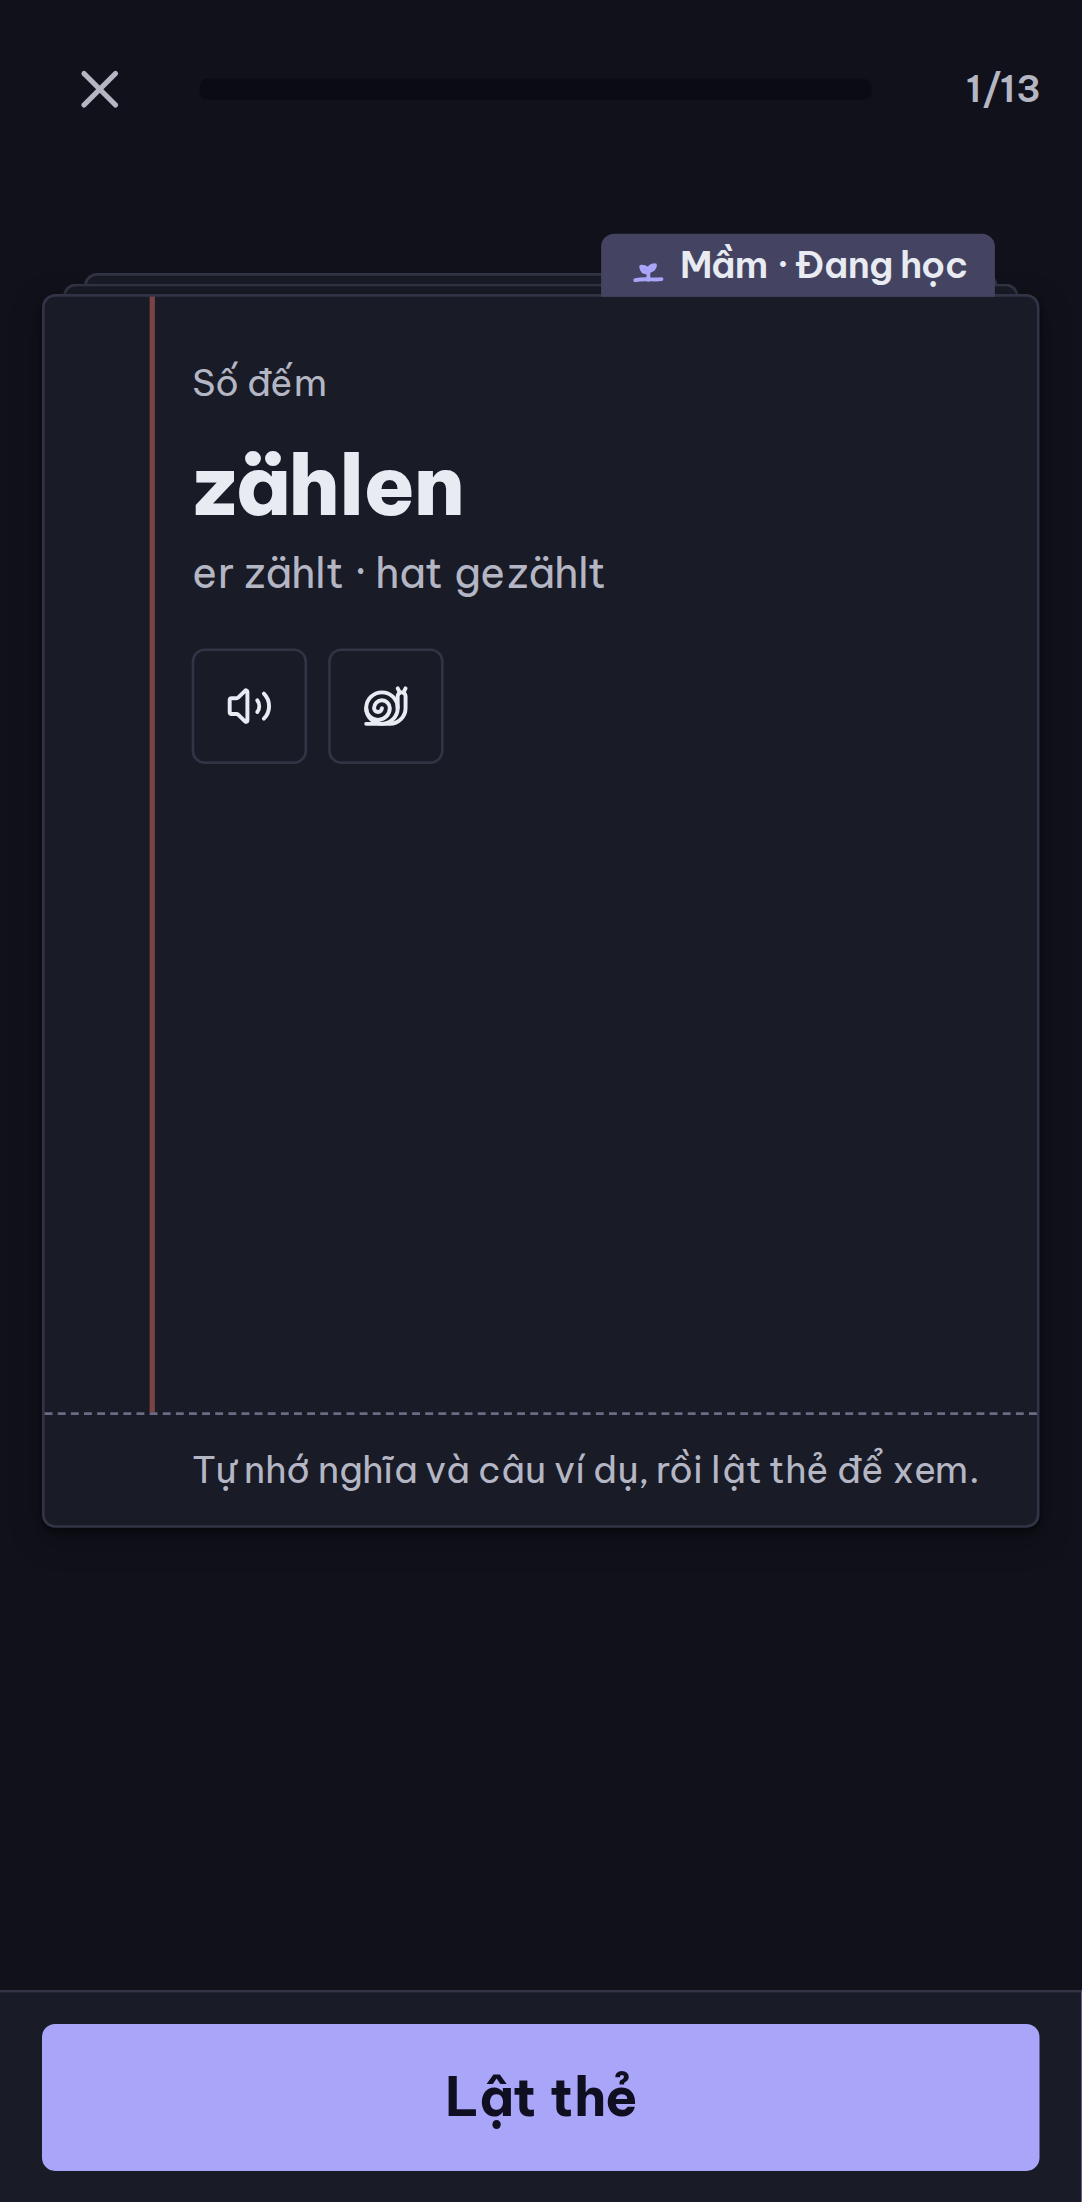 1/13
Mầm · Đang học
Số đếm
zählen
er zählt · hat gezählt
Tự nhớ nghĩa và câu ví dụ, rồi lật thẻ để xem.
Lật thẻ